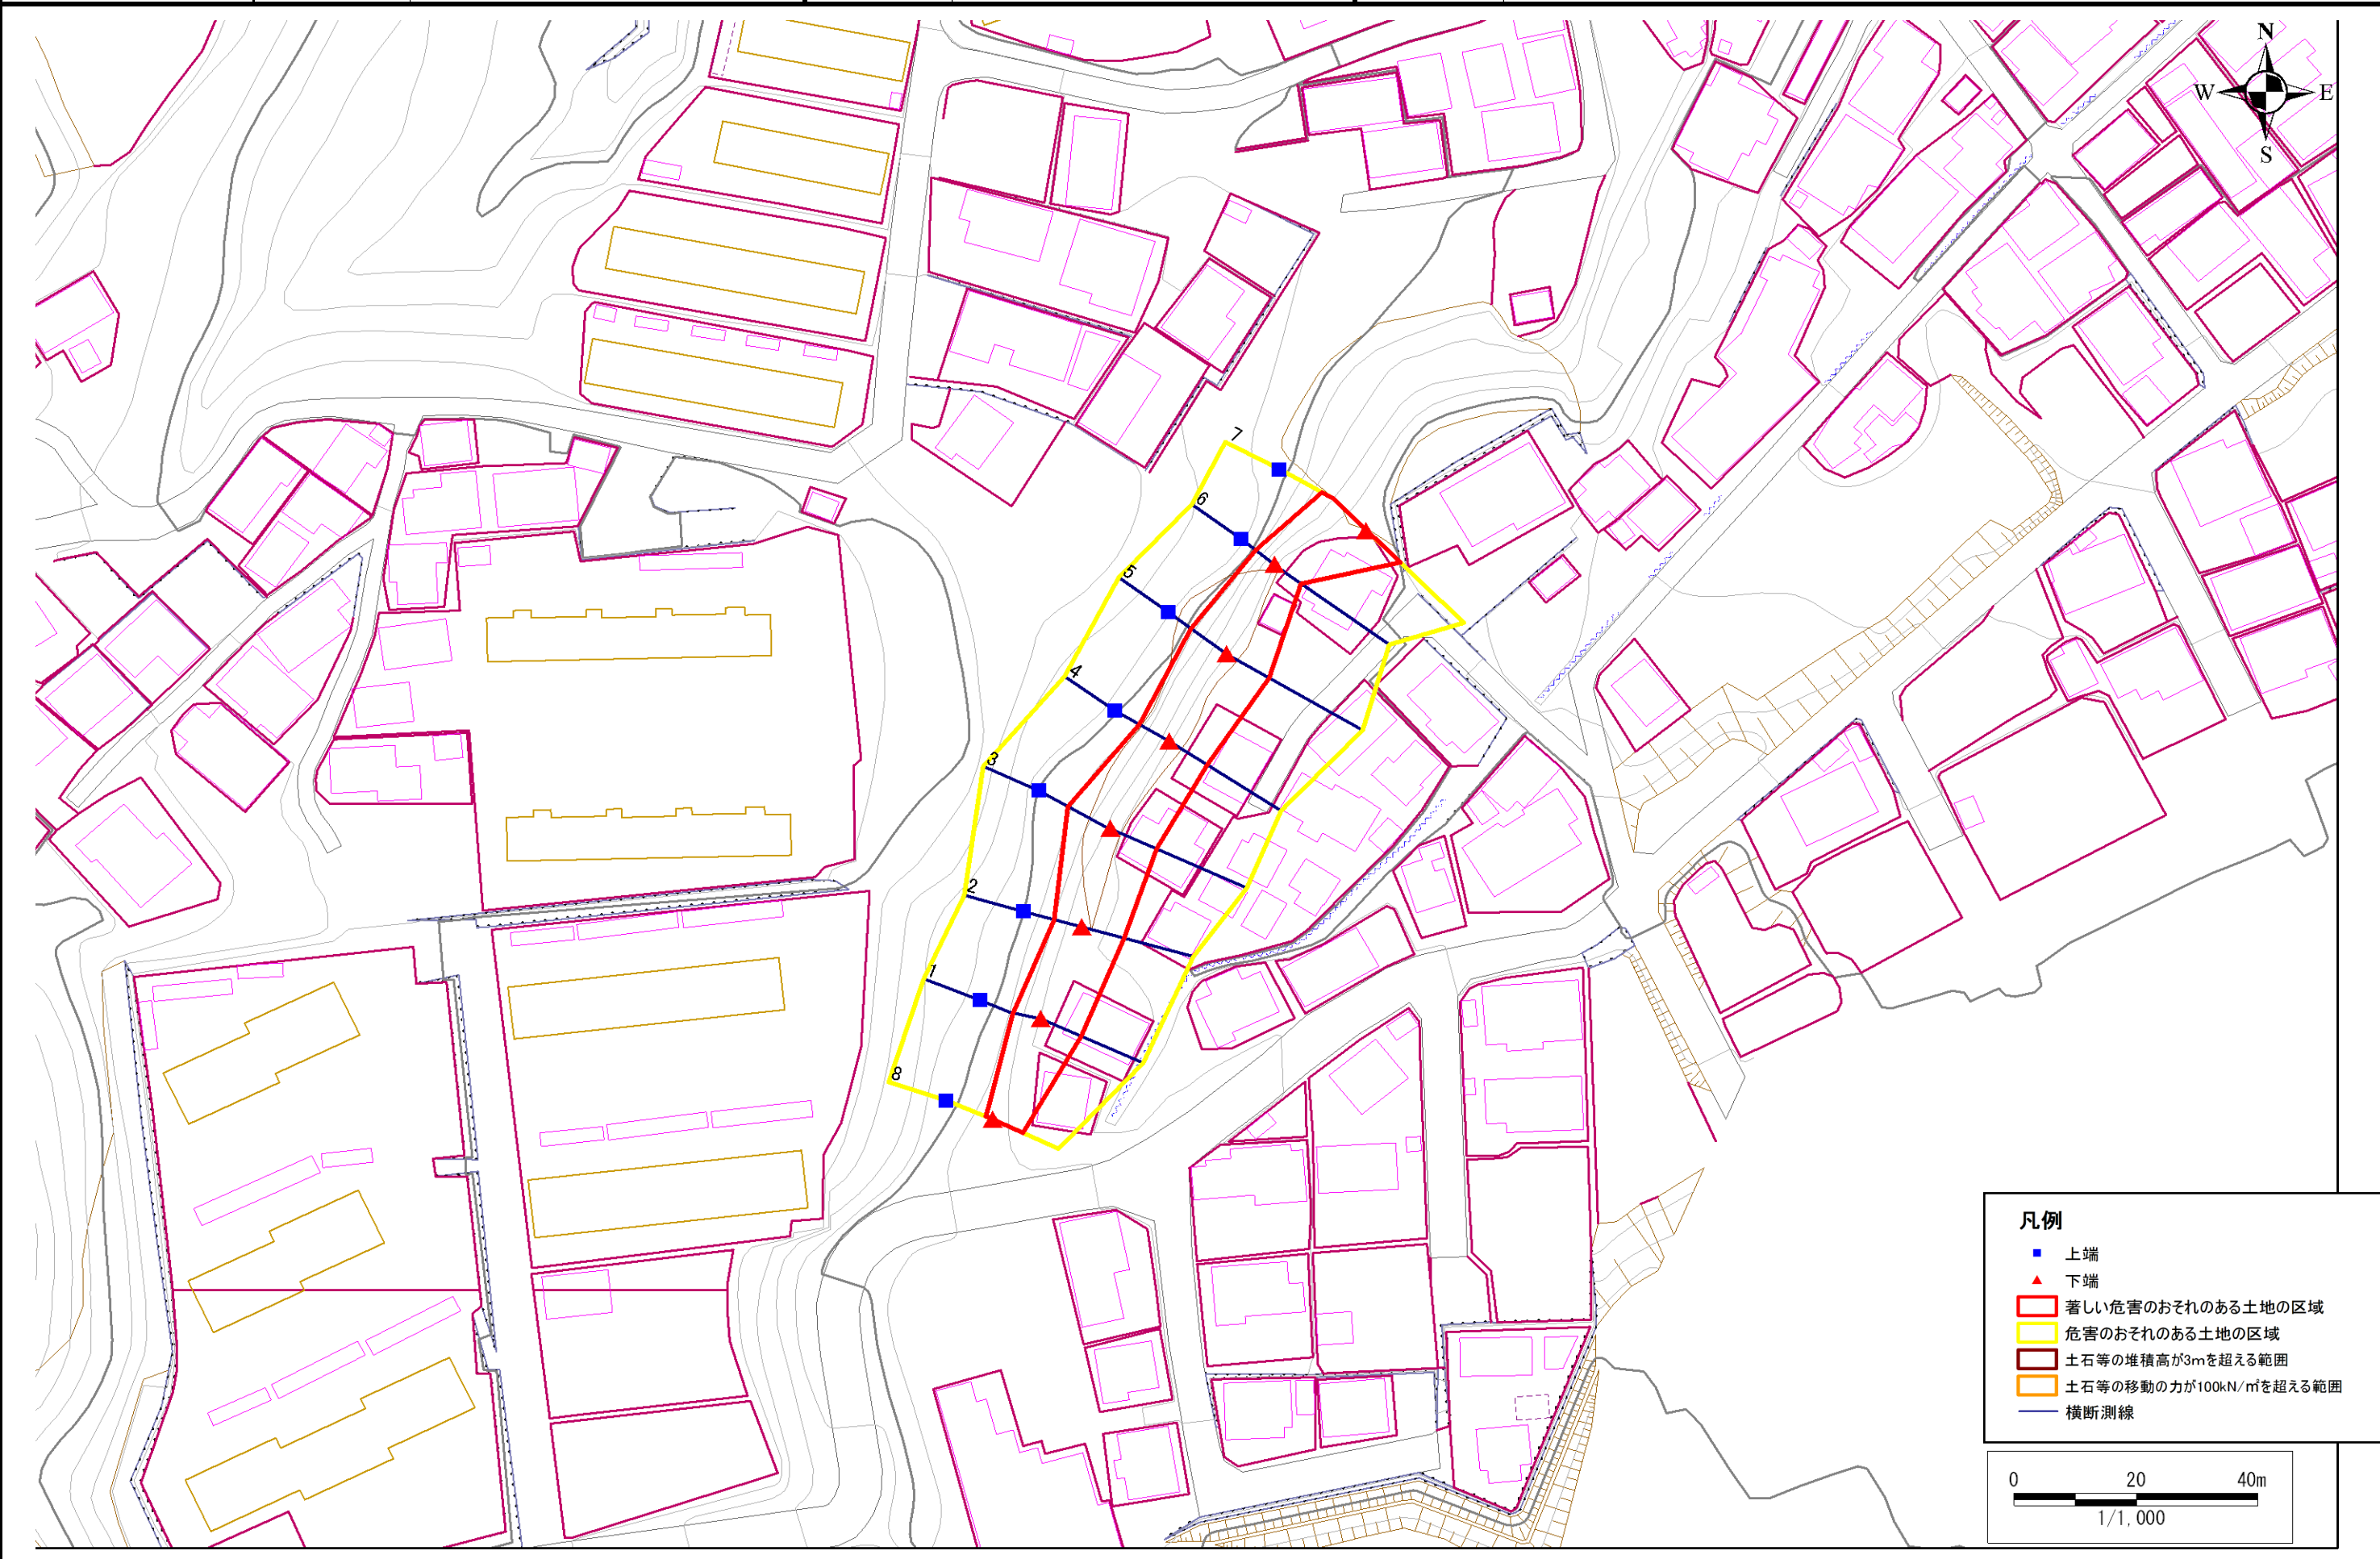 N
W E
S
7
6
5
4
3
2
1
8
凡例
上端
下端
著しい危害のおそれのある土地の区域
危害のおそれのある土地の区域
土石等の堆積高が3mを超える範囲
土石等の移動の力が100kN/㎡を超える範囲
横断測線
0 20 40m
1/1,000